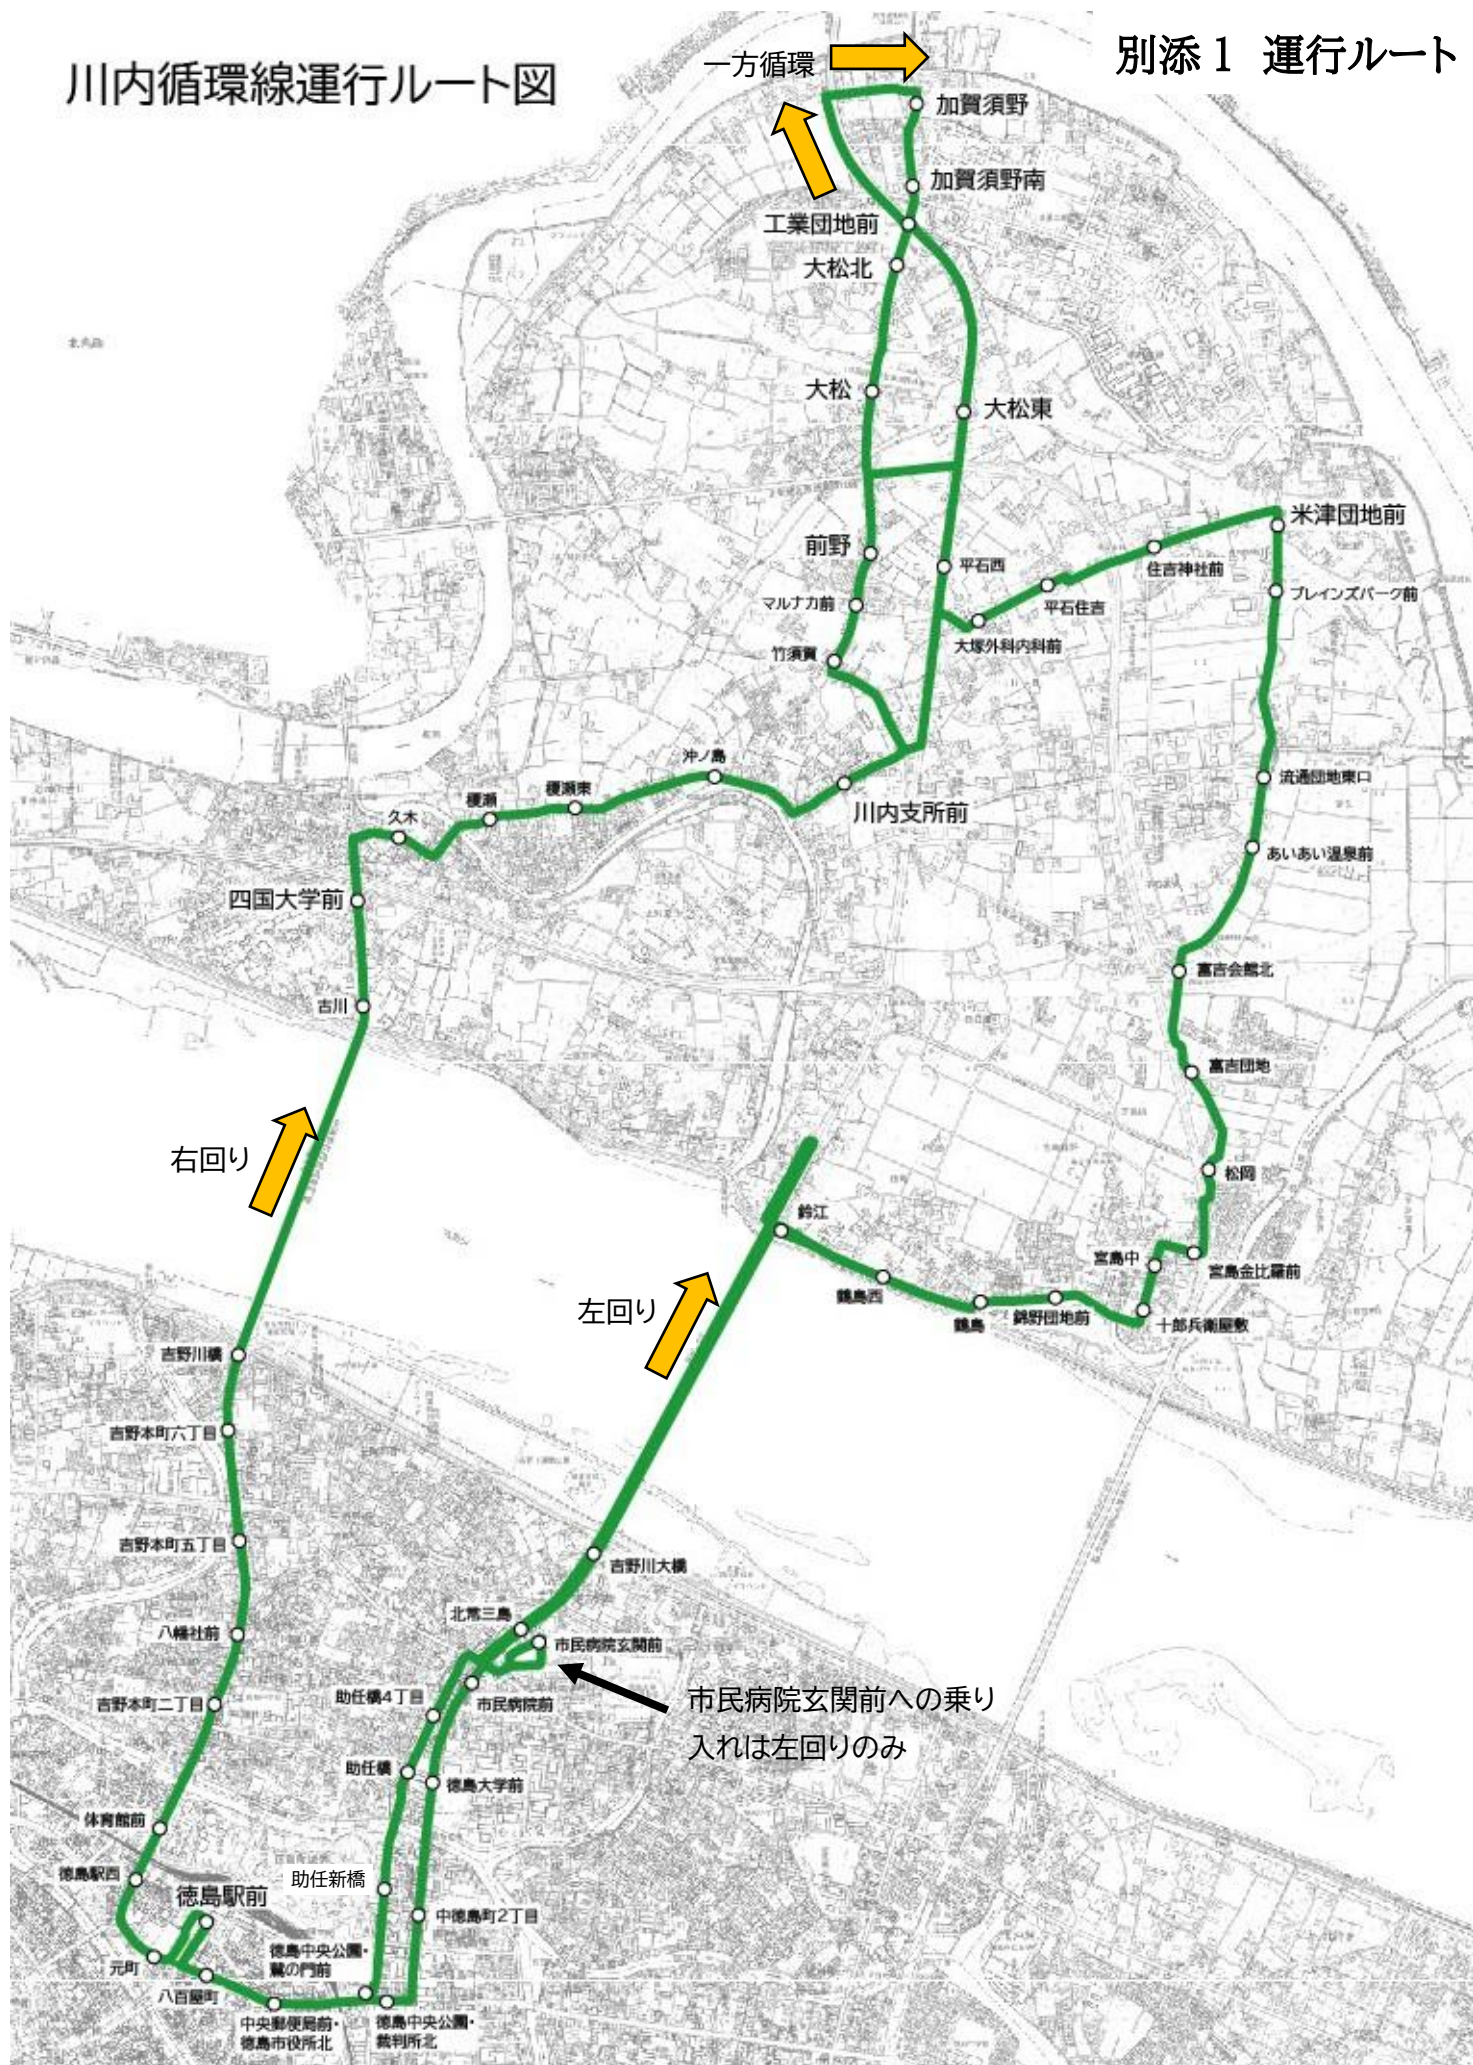 川内循環線運行ルート図
別添１　運行ルート
一方循環
加賀須野
加賀須野南
工業団地前
大松北
大松
大松東
米津団地前
前野
平石西
住吉神社前
マルナカ前
平石住吉
ブレインズパーク前
竹須賀
大塚外科内科前
沖ノ島
流通団地東口
榎瀬東
榎瀬
久木
川内支所前
あいあい温泉前
四国大学前
富吉会館北
古川
富吉団地
右回り
松岡
鈴江
宮島中
宮島金比羅前
左回り
鶴島西
鶴島
錦野団地前
十郎兵衛屋敷
吉野川橋
吉野本町六丁目
吉野本町五丁目
吉野川大橋
北常三島
八幡社前
市民病院玄関前
吉野本町二丁目
助任橋4丁目
市民病院前
市民病院玄関前への乗り
入れは左回りのみ
助任橋
徳島大学前
体育館前
徳島駅西
助任新橋
徳島駅前
中徳島町2丁目
徳島中央公園・
鷲の門前
元町
八百屋町
中央郵便局前・
徳島市役所北
徳島中央公園・
裁判所北